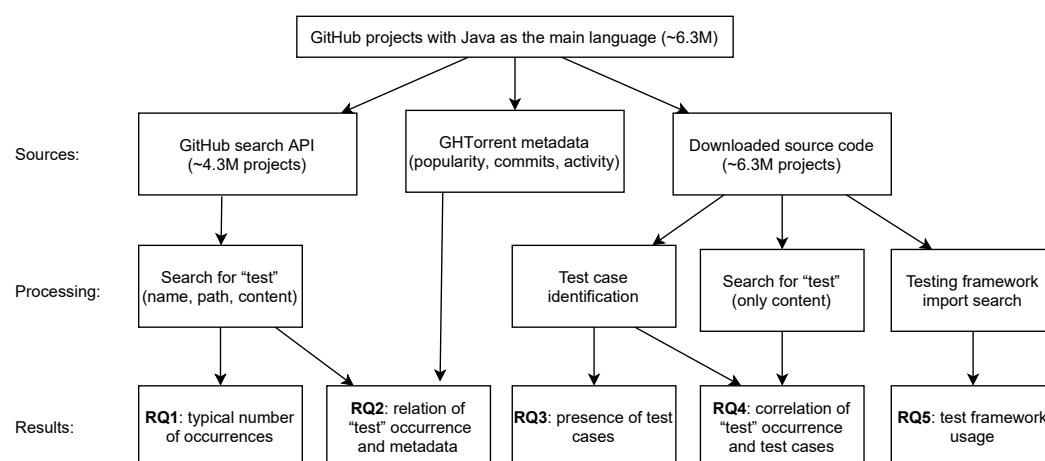 GitHub projects with Java as the main language (~6.3M)
Sources:
GitHub search API
(~4.3M projects)
GHTorrent metadata
(popularity, commits, activity)
Downloaded source code
(~6.3M projects)
Processing:
Search for “test”
(name, path, content)
Test case
identification
Search for “test”
(only content)
Testing framework
import search
Results:
RQ1: typical number
of occurrences
RQ2: relation of
“test” occurrence
and metadata
RQ3: presence of test
cases
RQ4: correlation of
“test” occurrence
and test cases
RQ5: test framework
usage